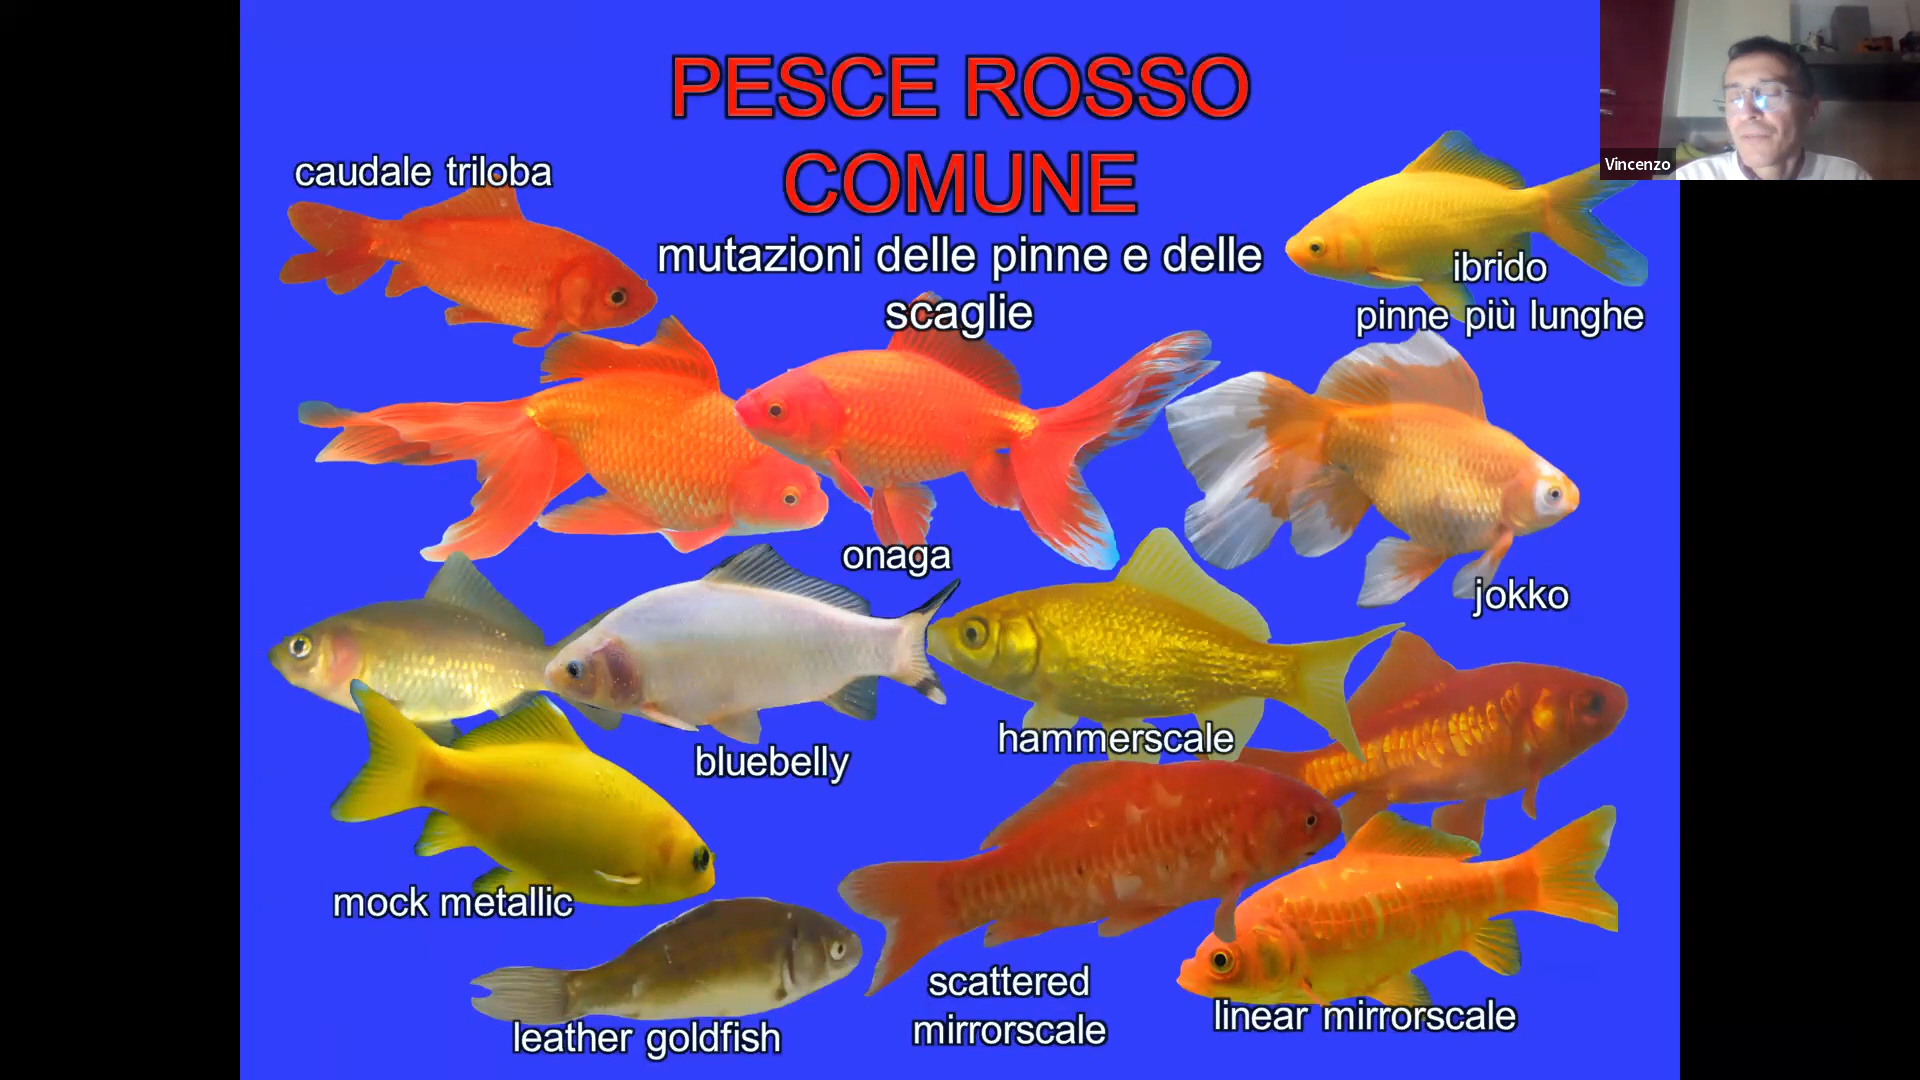 PESCE ROSSO
COMUNE
mutazioni delle pinne e delle
scaglie
Vincenzo
caudale triloba
ibrido
pinne più lunghe
onaga
jokko
bluebelly
hammerscale
mock metallic
leather goldfish
scattered
mirrorscale
linear mirrorscale